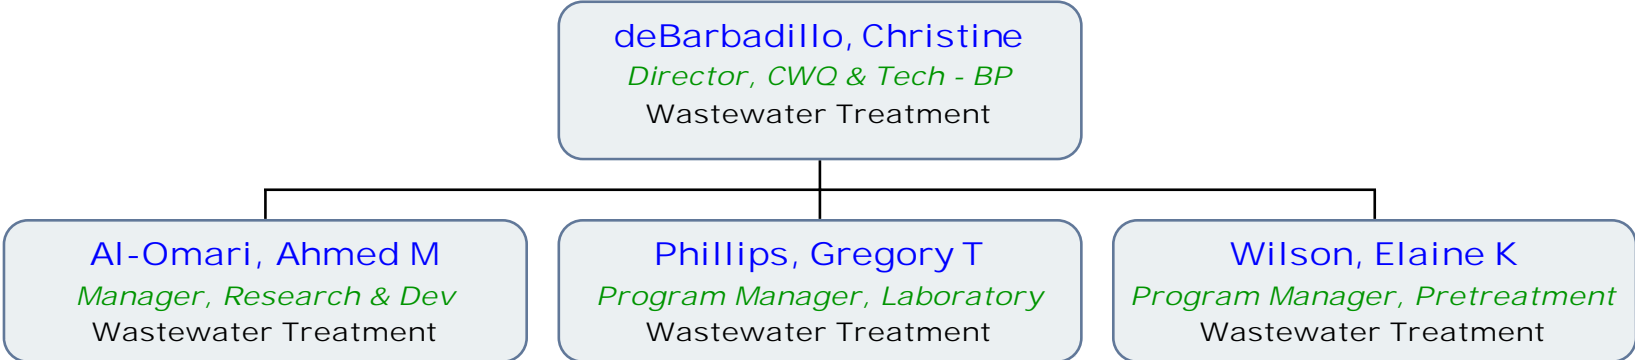 deBarbadillo, Christine
Director, CWQ & Tech - BP
Wastewater Treatment
Al-Omari, Ahmed M
Manager, Research & Dev
Wastewater Treatment
Phillips, Gregory T
Program Manager, Laboratory
Wastewater Treatment
Wilson, Elaine K
Program Manager, Pretreatment
Wastewater Treatment